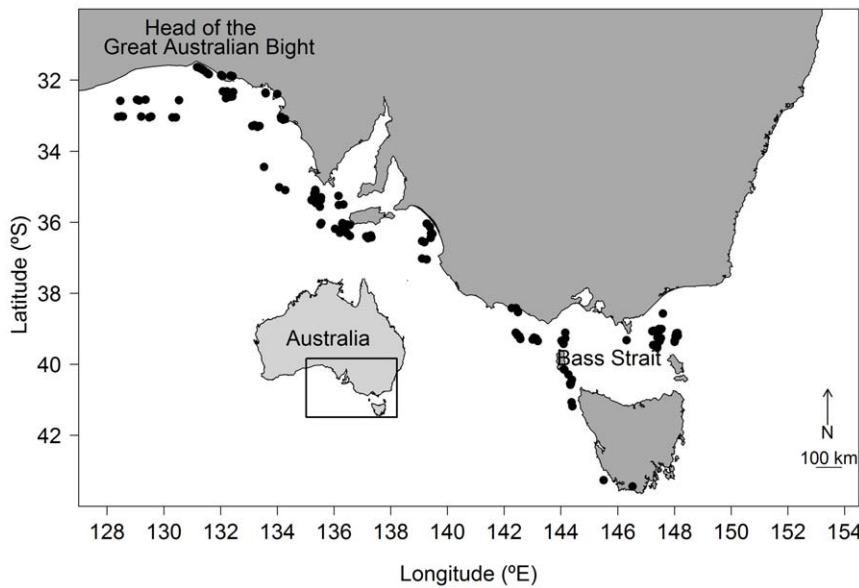 Head of the
Great Australian Bight
32
34
36
38
40
42
Latitude (ºS)
Australia
Bass Strait
N
100 km
128 130 132 134 136 138 140 142 144 146 148 150 152 154
Longitude (ºE)